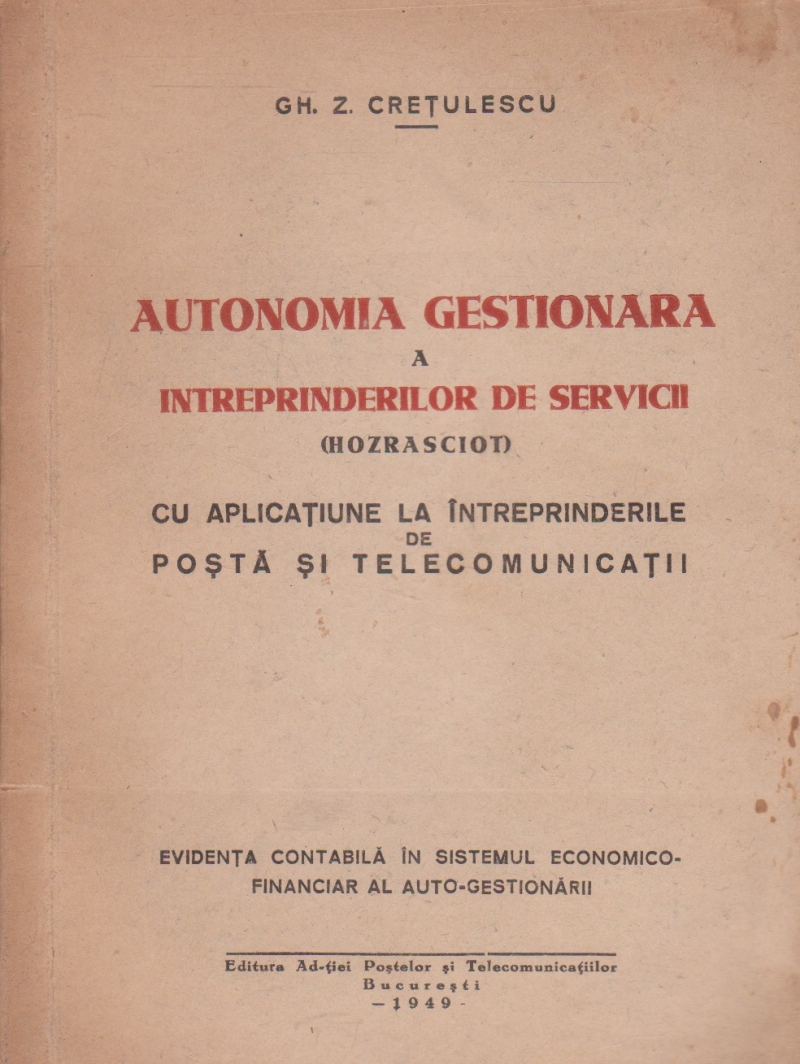 GH. Z. CREȚULESCU
AUTONOMIA GESTIONARA
A
INTREPRINDERILOR DE SERVICII
(HOZRASCIOT)
CU APLICAȚIUNE LA ÎNTREPRINDERILE
DE
POȘTĂ ȘI TELECOMUNICAȚII
EVIDENȚA CONTABILĂ ÎN SISTEMUL ECONOMICO-
FINANCIAR AL AUTO-GESTIONĂRII
Editura Ad-ției Poștelor și Telecomunicațiilor
București
— 1949 -